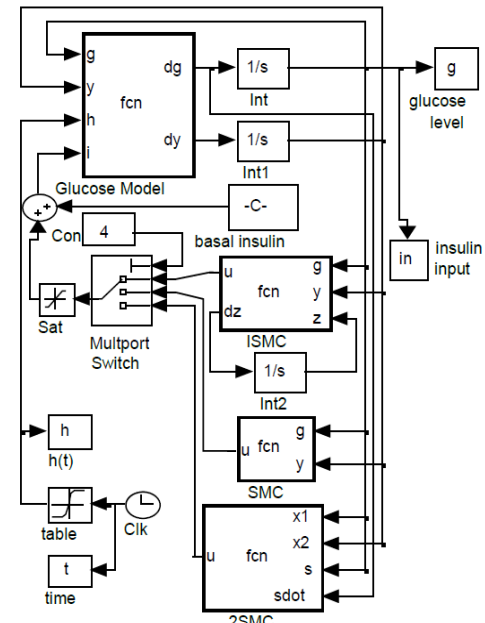 g
y
h
i
fcn
dg
dy
Glucose Model
1/s
Int
1/s
Int1
g
glucose
level
-C-
basal insulin
Con
4
in
insulin
input
Sat
Multport
Switch
u
dz
fcn
g
y
z
ISMC
1/s
Int2
u
fcn
g
y
SMC
h
h(t)
table
Clk
t
time
u
fcn
x1
x2
s
sdot
2SMC